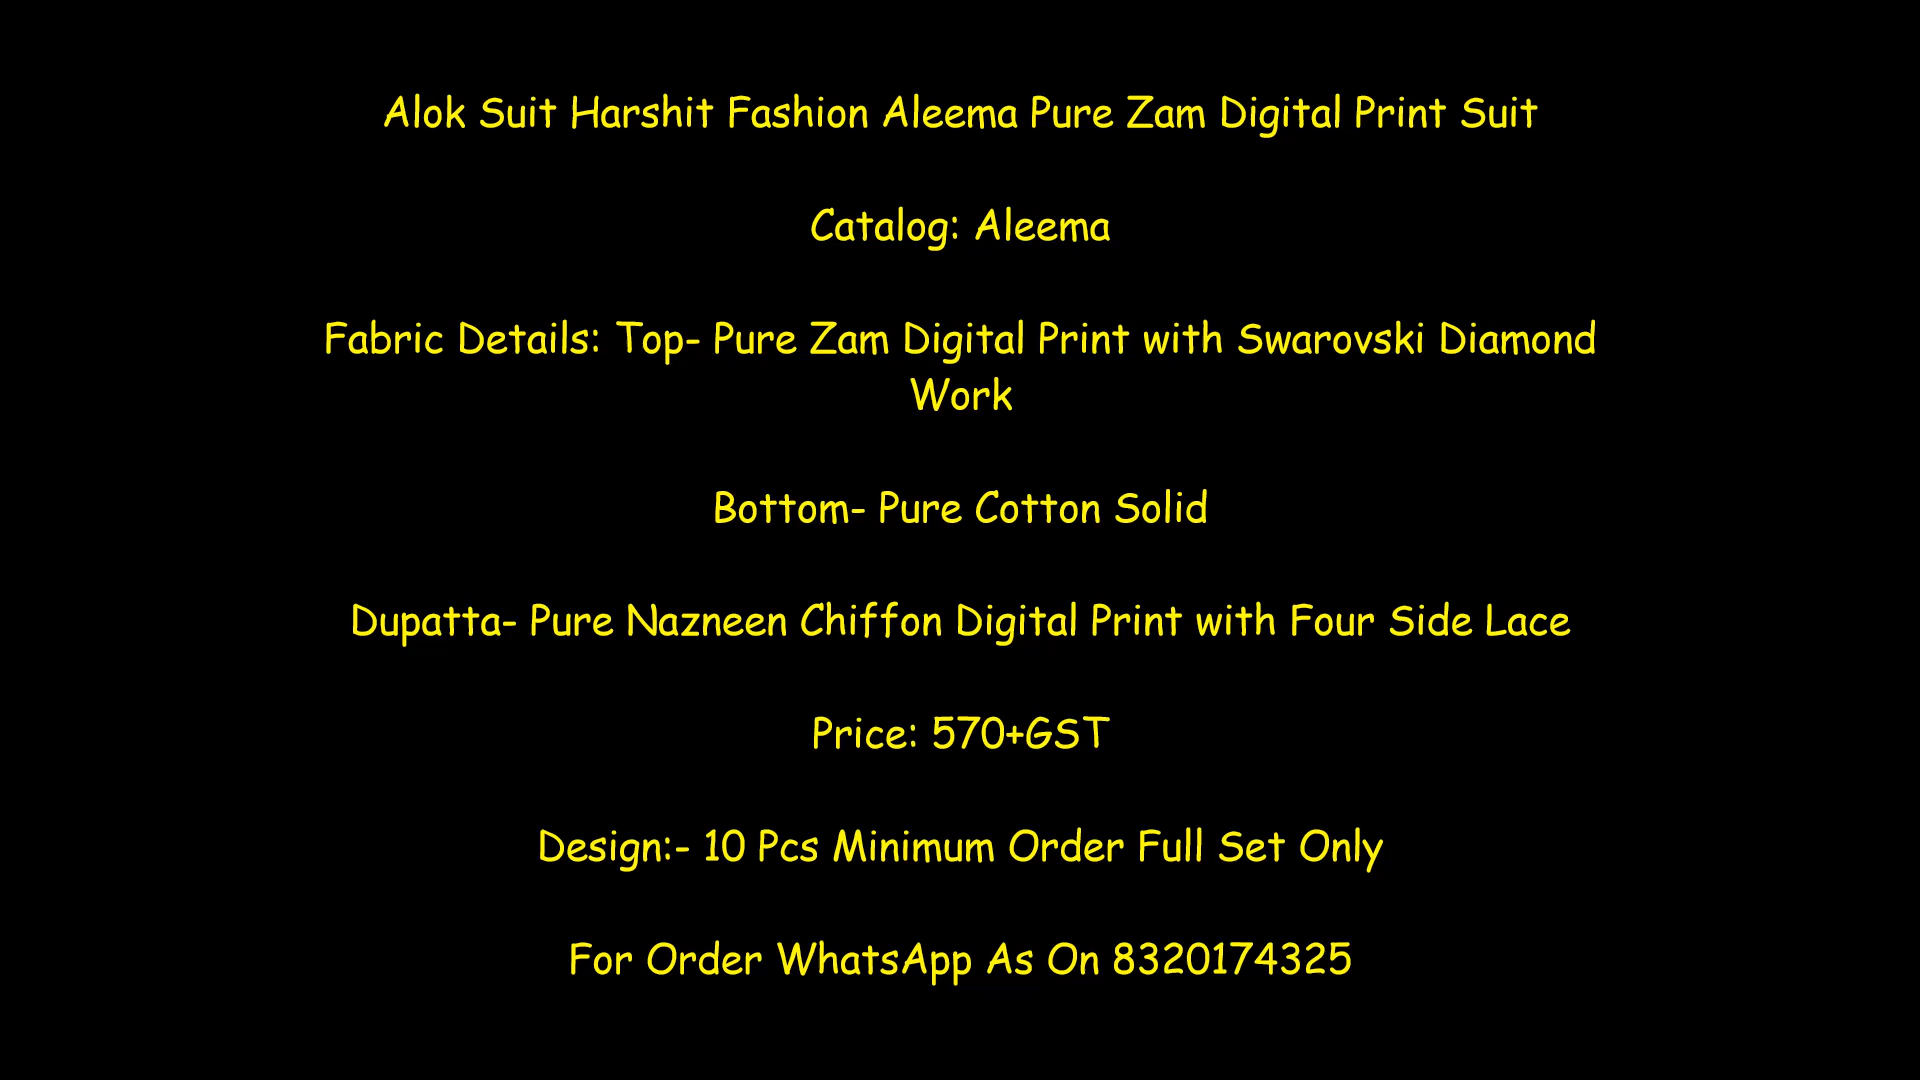 Alok Suit Harshit Fashion Aleema Pure Zam Digital Print Suit
Catalog: Aleema
Fabric Details: Top- Pure Zam Digital Print with Swarovski Diamond
Work
Bottom- Pure Cotton Solid
Dupatta- Pure Nazneen Chiffon Digital Print with Four Side Lace
Price: 570+GST
Design:- 10 Pcs Minimum Order Full Set Only
For Order WhatsApp As On 8320174325